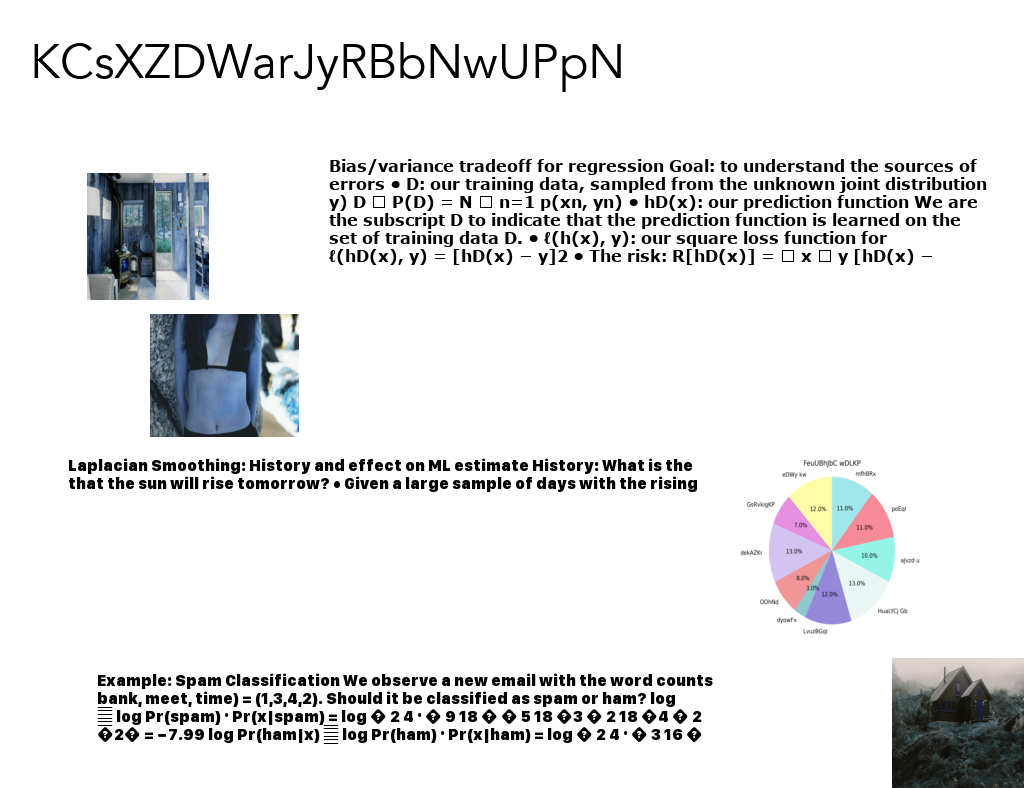 KCsXZDWarJyRBbNwUPpN
Bias/variance tradeoff for regression Goal: to understand the sources of
errors • D: our training data, sampled from the unknown joint distribution
y) D □ P(D) = N □ n=1 p(xn, yn) • hD(x): our prediction function We are
the subscript D to indicate that the prediction function is learned on the
set of training data D. • ℓ(h(x), y): our square loss function for
ℓ(hD(x), y) = [hD(x) − y]2 • The risk: R[hD(x)] = □ x □ y [hD(x) −
Laplacian Smoothing: History and effect on ML estimate History: What is the
that the sun will rise tomorrow? • Given a large sample of days with the rising
FeuUBhJbC wDLKP
eDWy kw
mfhBRx
GsRvkigKP
12.0%
11.0%
poEqI
7.0%
11.0%
dekAZKr
13.0%
10.0%
aJvzd u
8.0%
3.0%
12.0%
13.0%
OOhNd
dyowFx
HuaLYCj Gb
LvuzBGqI
Example: Spam Classification We observe a new email with the word counts
bank, meet, time) = (1,3,4,2). Should it be classified as spam or ham? log
log Pr(spam) · Pr(x|spam) = log � 2 4 · � 9 18 � � 5 18 �3 � 2 18 �4 � 2
�2� = −7.99 log Pr(ham|x) log Pr(ham) · Pr(x|ham) = log � 2 4 · � 3 16 �